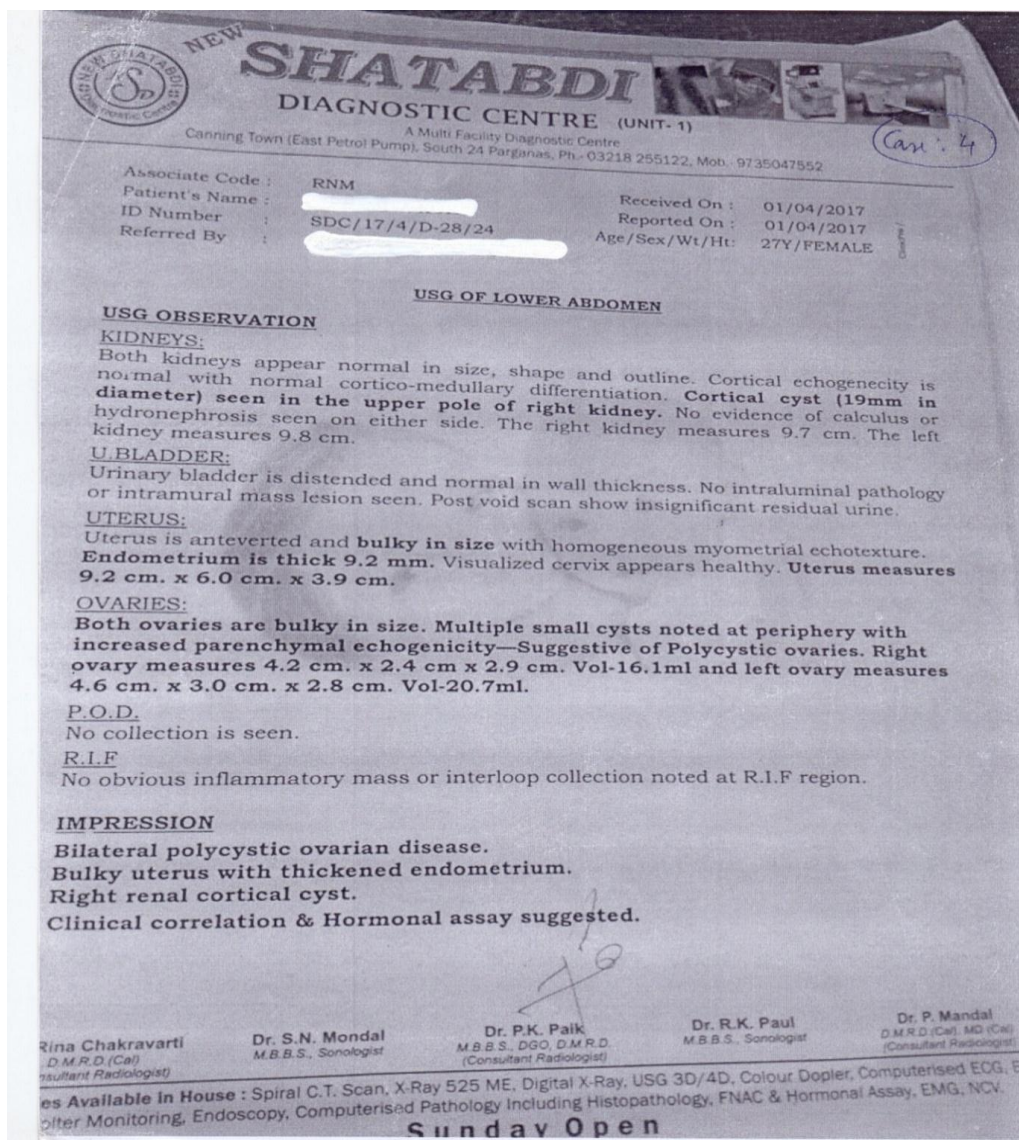 NEW SHATABDI
DIAGNOSTIC CENTRE (UNIT- 1)
A Multi Facility Diagnostic Centre
Canning Town (East Petrol Pump), South 24 Parganas, Ph.- 03218 255122, Mob.- 9735047552
Case: 4
Associate Code : RNM
Patient's Name :
ID Number : SDC/17/4/D-28/24
Referred By :
Received On : 01/04/2017
Reported On : 01/04/2017
Age/Sex/Wt/Ht: 27Y/FEMALE
USG OF LOWER ABDOMEN
USG OBSERVATION
KIDNEYS:
Both kidneys appear normal in size, shape and outline. Cortical echogenecity is
normal with normal cortico-medullary differentiation. Cortical cyst (19mm in
diameter) seen in the upper pole of right kidney. No evidence of calculus or
hydronephrosis seen on either side. The right kidney measures 9.7 cm. The left
kidney measures 9.8 cm.
U.BLADDER:
Urinary bladder is distended and normal in wall thickness. No intraluminal pathology
or intramural mass lesion seen. Post void scan show insignificant residual urine.
UTERUS:
Uterus is anteverted and bulky in size with homogeneous myometrial echotexture.
Endometrium is thick 9.2 mm. Visualized cervix appears healthy. Uterus measures
9.2 cm. x 6.0 cm. x 3.9 cm.
OVARIES:
Both ovaries are bulky in size. Multiple small cysts noted at periphery with
increased parenchymal echogenicity—Suggestive of Polycystic ovaries. Right
ovary measures 4.2 cm. x 2.4 cm x 2.9 cm. Vol-16.1ml and left ovary measures
4.6 cm. x 3.0 cm. x 2.8 cm. Vol-20.7ml.
P.O.D.
No collection is seen.
R.I.F
No obvious inflammatory mass or interloop collection noted at R.I.F region.
IMPRESSION
Bilateral polycystic ovarian disease.
Bulky uterus with thickened endometrium.
Right renal cortical cyst.
Clinical correlation & Hormonal assay suggested.
Rina Chakravarti
D.M.R.D.(Cal)
nsultant Radiologist)
Dr. S.N. Mondal
M.B.B.S., Sonologist
Dr. P.K. Paik
M.B.B.S., DGO, D.M.R.D.
(Consultant Radiologist)
Dr. R.K. Paul
M.B.B.S., Sonologist
Dr. P. Mandal
D.M.R.D.(Cal), MD (Cal)
(Consultant Radiologist)
es Available In House : Spiral C.T. Scan, X-Ray 525 ME, Digital X-Ray, USG 3D/4D, Colour Dopler, Computerised ECG, E
olter Monitoring, Endoscopy, Computerised Pathology Including Histopathology, FNAC & Hormonal Assay, EMG, NCV.
Sunday Open